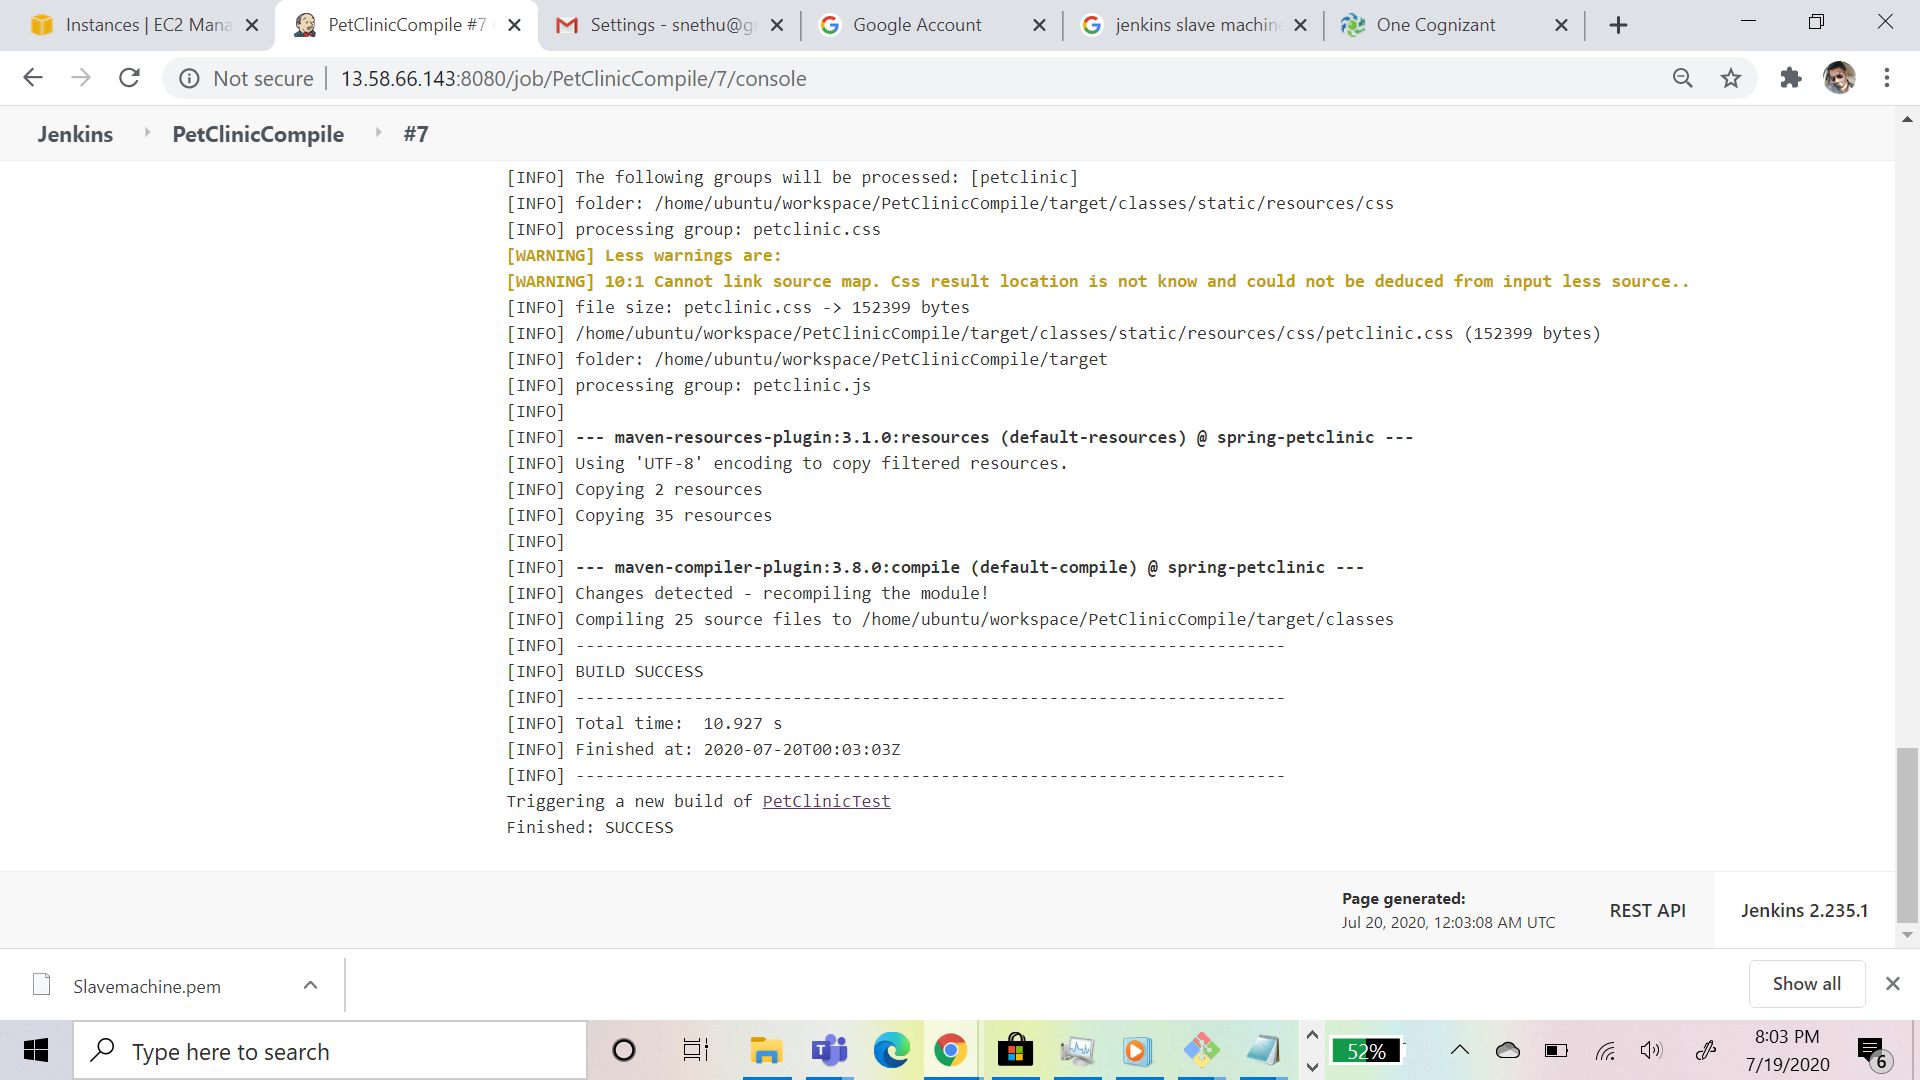 Instances | EC2 Mana
PetClinicCompile #7
Settings - snethu@g
Google Account
jenkins slave machin
One Cognizant
Not secure
13.58.66.143:8080/job/PetClinicCompile/7/console
Jenkins
PetClinicCompile
#7
[INFO] The following groups will be processed: [petclinic]
[INFO] folder: /home/ubuntu/workspace/PetClinicCompile/target/classes/static/resources/css
[INFO] processing group: petclinic.css
[WARNING] Less warnings are:
[WARNING] 10:1 Cannot link source map. Css result location is not know and could not be deduced from input less source..
[INFO] file size: petclinic.css -> 152399 bytes
[INFO] /home/ubuntu/workspace/PetClinicCompile/target/classes/static/resources/css/petclinic.css (152399 bytes)
[INFO] folder: /home/ubuntu/workspace/PetClinicCompile/target
[INFO] processing group: petclinic.js
[INFO]
[INFO] --- maven-resources-plugin:3.1.0:resources (default-resources) @ spring-petclinic ---
[INFO] Using 'UTF-8' encoding to copy filtered resources.
[INFO] Copying 2 resources
[INFO] Copying 35 resources
[INFO]
[INFO] --- maven-compiler-plugin:3.8.0:compile (default-compile) @ spring-petclinic ---
[INFO] Changes detected - recompiling the module!
[INFO] Compiling 25 source files to /home/ubuntu/workspace/PetClinicCompile/target/classes
[INFO] ------------------------------------------------------------------------
[INFO] BUILD SUCCESS
[INFO] ------------------------------------------------------------------------
[INFO] Total time:  10.927 s
[INFO] Finished at: 2020-07-20T00:03:03Z
[INFO] ------------------------------------------------------------------------
Triggering a new build of PetClinicTest
Finished: SUCCESS
Page generated:
Jul 20, 2020, 12:03:08 AM UTC
REST API
Jenkins 2.235.1
Slavemachine.pem
Show all
Type here to search
52%
8:03 PM
7/19/2020
6